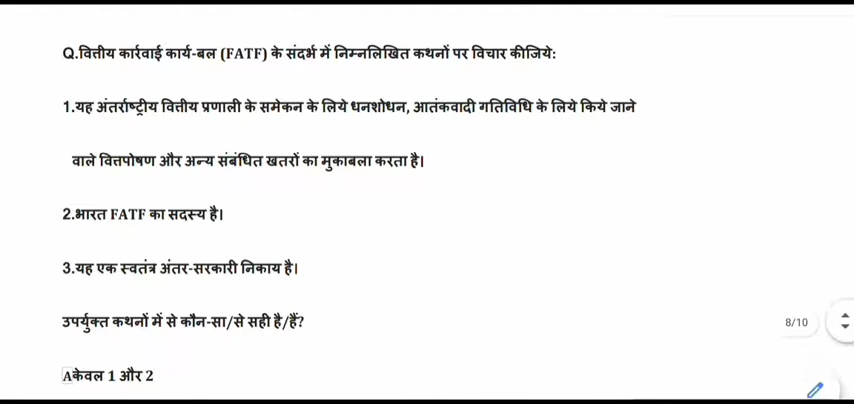 Q.वित्तीय कार्रवाई कार्य-बल (FATF) के संदर्भ में निम्नलिखित कथनों पर विचार कीजिये:
1.यह अंतर्राष्ट्रीय वित्तीय प्रणाली के समेकन के लिये धनशोधन, आतंकवादी गतिविधि के लिये किये जाने
वाले वित्तपोषण और अन्य संबंधित खतरों का मुकाबला करता है।
2.भारत FATF का सदस्य है।
3.यह एक स्वतंत्र अंतर-सरकारी निकाय है।
उपर्युक्त कथनों में से कौन-सा/से सही है/हैं?
8/10
Aकेवल 1 और 2